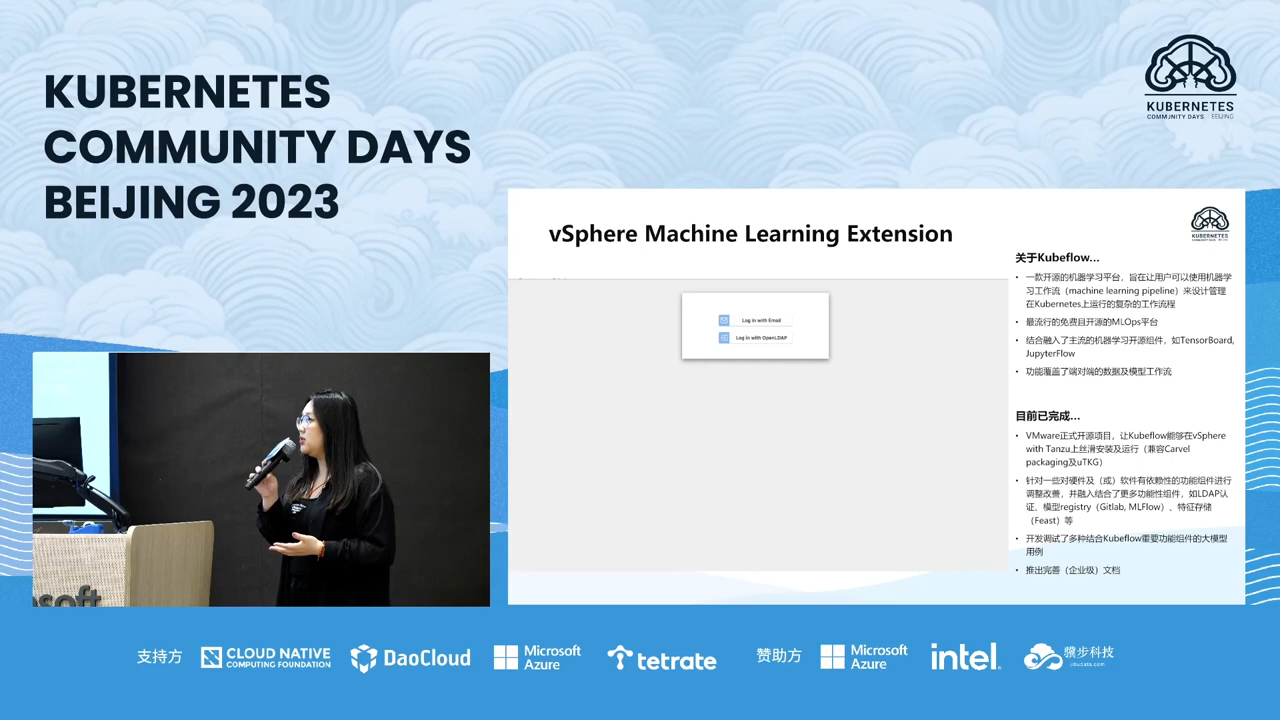 KUBERNETES
COMMUNITY DAYS
BEIJING 2023
KUBERNETES
COMMUNITY DAYS BEIJING
vSphere Machine Learning Extension
KUBERNETES
Log in with Email
Log in with OpenLDAP
关于Kubeflow...
• 一款开源的机器学习平台，旨在让用户可以使用机器学
习工作流（machine learning pipeline）来设计管理
在Kubernetes上运行的复杂的工作流程
• 最流行的免费且开源的MLOps平台
• 结合融入了主流的机器学习开源组件，如TensorBoard,
JupyterFlow
• 功能覆盖了端对端的数据及模型工作流
目前已完成...
• VMware正式开源项目，让Kubeflow能够在vSphere
with Tanzu上丝滑安装及运行（兼容Carvel
packaging及uTKG）
• 针对一些对硬件及（或）软件有依赖性的功能组件进行
调整改善，并融入结合了更多功能性组件，如LDAP认
证、模型registry（Gitlab, MLFlow）、特征存储
（Feast）等
• 开发调试了多种结合Kubeflow重要功能组件的大模型
用例
• 推出完善（企业级）文档
osoft
支持方
CLOUD NATIVE
COMPUTING FOUNDATION
DaoCloud
Microsoft
Azure
tetrate
赞助方
Microsoft
Azure
intel.
骥步科技
jibudata.com